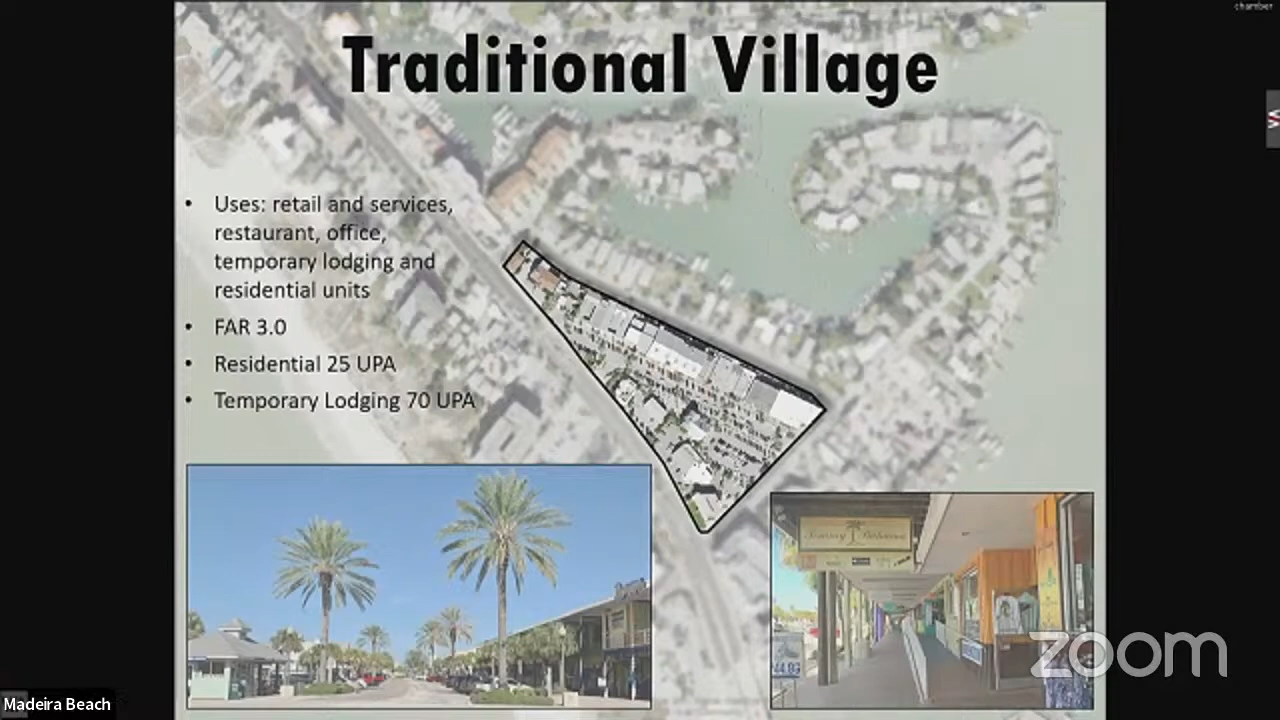 chamber
Traditional Village
• Uses: retail and services,
restaurant, office,
temporary lodging and
residential units
• FAR 3.0
• Residential 25 UPA
• Temporary Lodging 70 UPA
zoom
Madeira Beach